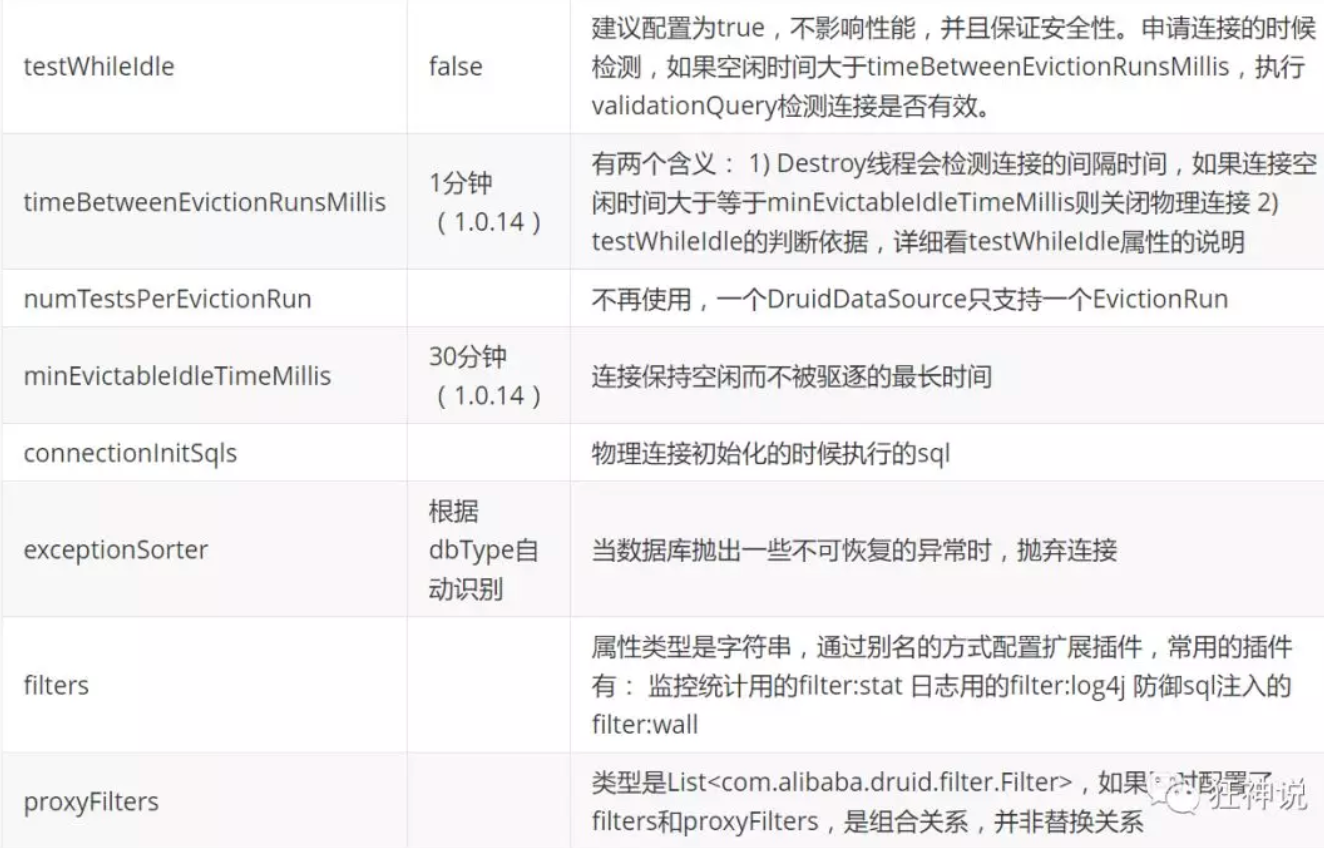 testWhileIdle
false
建议配置为true，不影响性能，并且保证安全性。申请连接的时候
检测，如果空闲时间大于timeBetweenEvictionRunsMillis，执行
validationQuery检测连接是否有效。
timeBetweenEvictionRunsMillis
1分钟
（1.0.14）
有两个含义： 1) Destroy线程会检测连接的间隔时间，如果连接空
闲时间大于等于minEvictableIdleTimeMillis则关闭物理连接 2)
testWhileIdle的判断依据，详细看testWhileIdle属性的说明
numTestsPerEvictionRun
不再使用，一个DruidDataSource只支持一个EvictionRun
minEvictableIdleTimeMillis
30分钟
（1.0.14）
连接保持空闲而不被驱逐的最长时间
connectionInitSqls
物理连接初始化的时候执行的sql
exceptionSorter
根据
dbType自
动识别
当数据库抛出一些不可恢复的异常时，抛弃连接
filters
属性类型是字符串，通过别名的方式配置扩展插件，常用的插件
有： 监控统计用的filter:stat 日志用的filter:log4j 防御sql注入的
filter:wall
proxyFilters
类型是List<com.alibaba.druid.filter.Filter>，如果时配置了
filters和proxyFilters，是组合关系，并非替换关系
狂神说